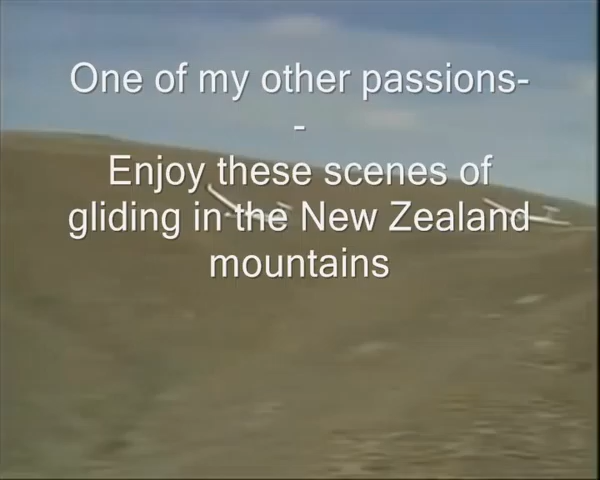 One of my other passions-
-
Enjoy these scenes of
gliding in the New Zealand
mountains